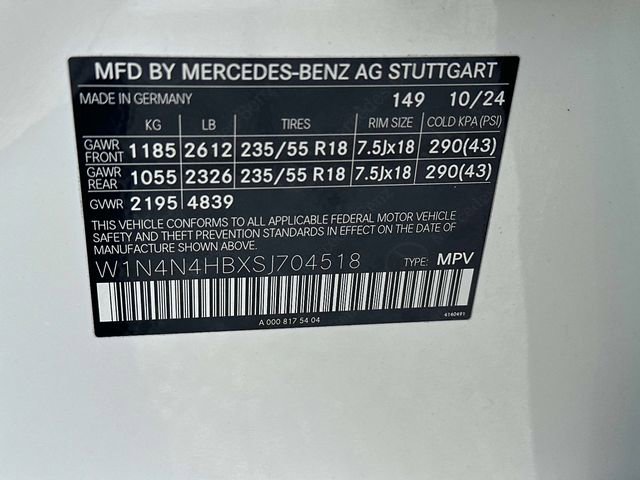 MFD BY MERCEDES-BENZ AG STUTTGART
MADE IN GERMANY 149 10/24
KG LB TIRES RIM SIZE COLD KPA (PSI)
GAWR FRONT 1185 2612 235/55 R18 7.5Jx18 290(43)
GAWR REAR 1055 2326 235/55 R18 7.5Jx18 290(43)
GVWR 2195 4839
THIS VEHICLE CONFORMS TO ALL APPLICABLE FEDERAL MOTOR VEHICLE
SAFETY AND THEFT PREVENTION STANDARDS IN EFFECT ON THE DATE OF
MANUFACTURE SHOWN ABOVE.
W1N4N4HBXSJ704518 TYPE: MPV
A 000 817 54 04 4140491